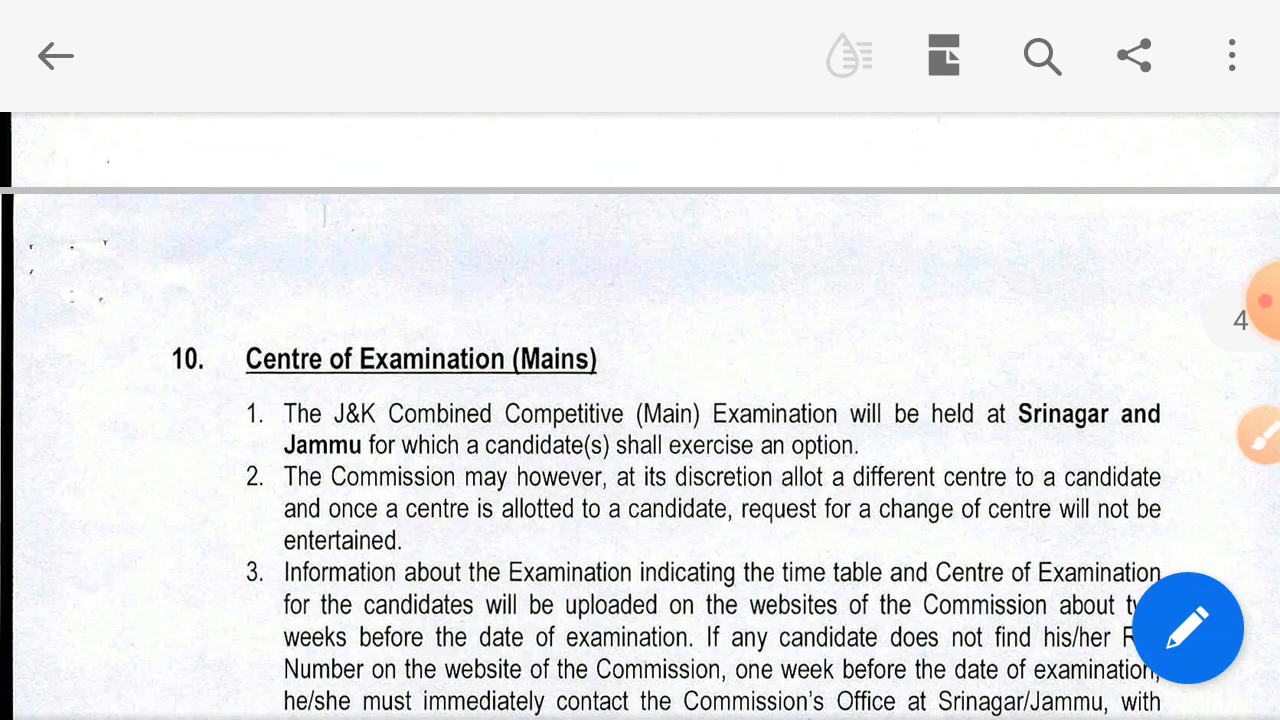 4
10. Centre of Examination (Mains)
1. The J&K Combined Competitive (Main) Examination will be held at Srinagar and
Jammu for which a candidate(s) shall exercise an option.
2. The Commission may however, at its discretion allot a different centre to a candidate
and once a centre is allotted to a candidate, request for a change of centre will not be
entertained.
3. Information about the Examination indicating the time table and Centre of Examination
for the candidates will be uploaded on the websites of the Commission about
weeks before the date of examination. If any candidate does not find his/her
Number on the website of the Commission, one week before the date of examination,
he/she must immediately contact the Commission's Office at Srinagar/Jammu, with